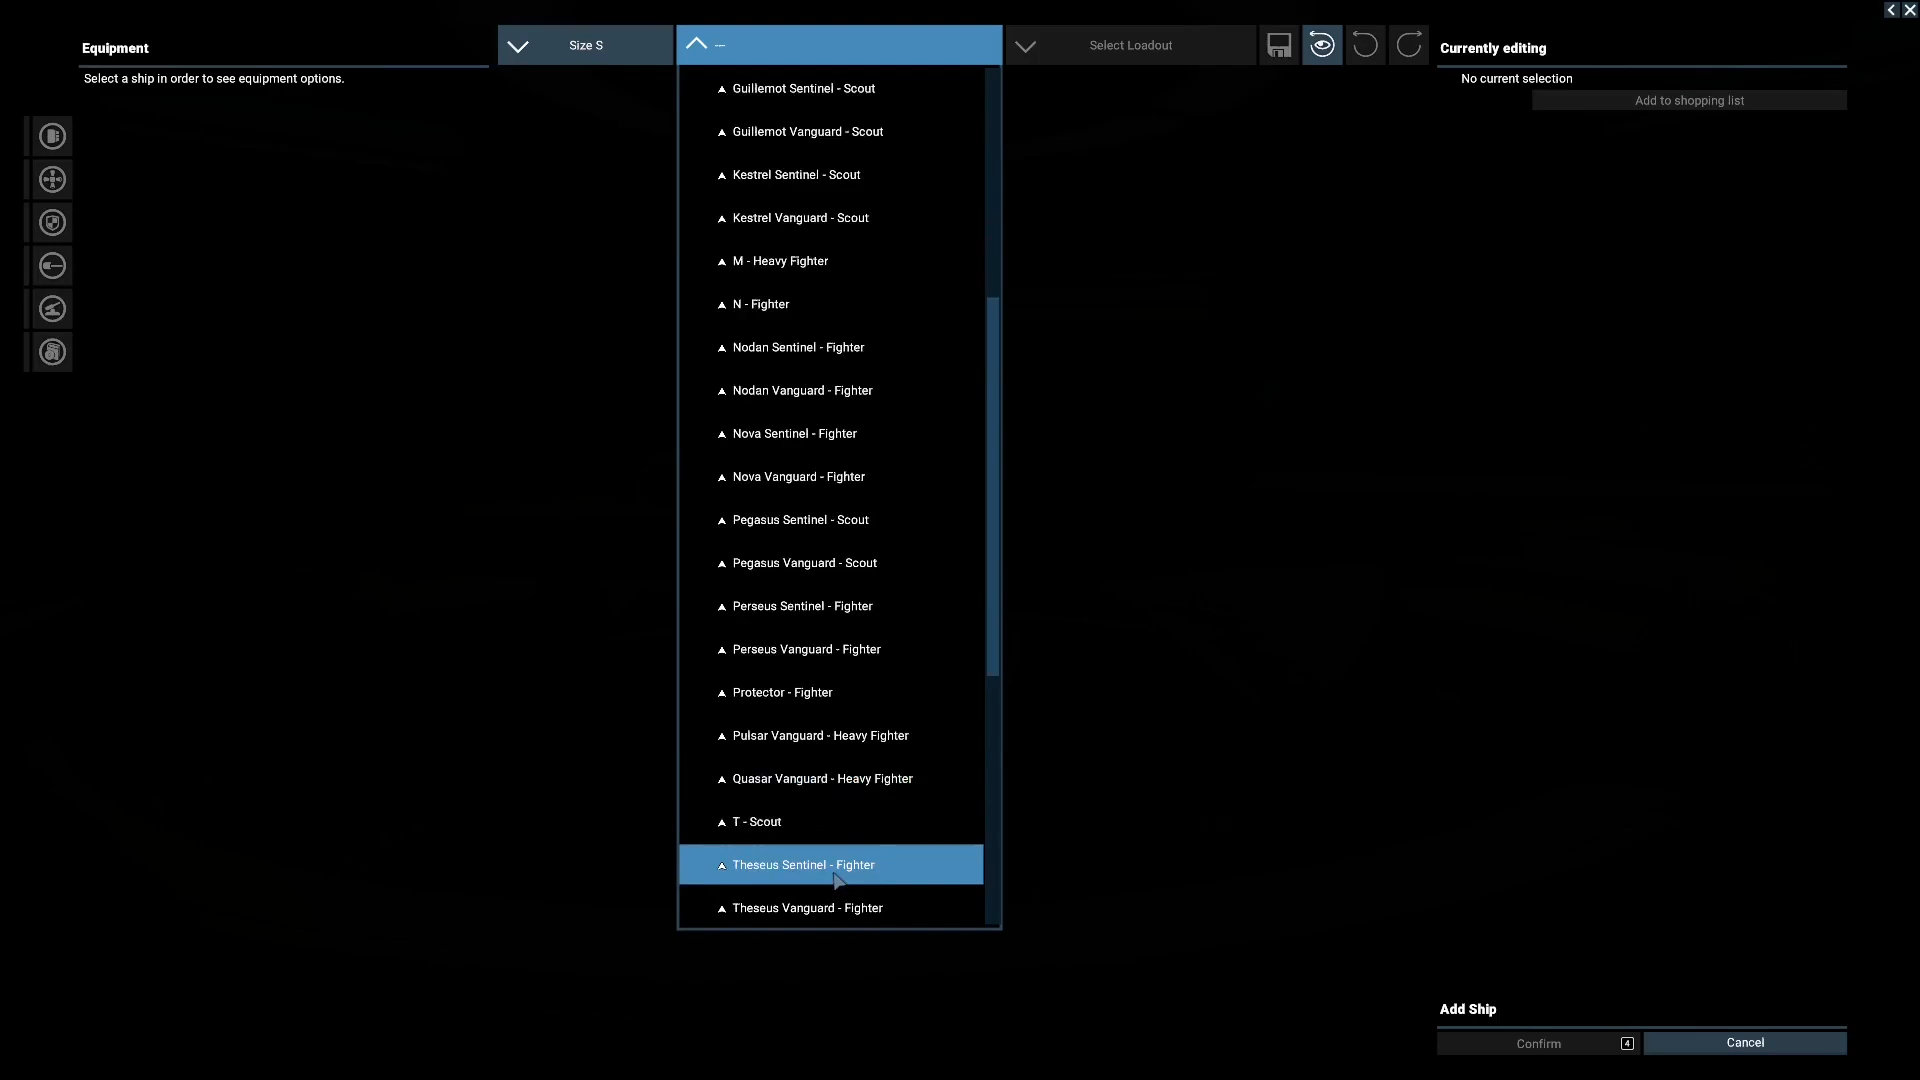 Equipment
Select a ship in order to see equipment options.
Size S
---
Select Loadout
Currently editing
No current selection
Add to shopping list
Guillemot Sentinel - Scout
Guillemot Vanguard - Scout
Kestrel Sentinel - Scout
Kestrel Vanguard - Scout
M - Heavy Fighter
N - Fighter
Nodan Sentinel - Fighter
Nodan Vanguard - Fighter
Nova Sentinel - Fighter
Nova Vanguard - Fighter
Pegasus Sentinel - Scout
Pegasus Vanguard - Scout
Perseus Sentinel - Fighter
Perseus Vanguard - Fighter
Protector - Fighter
Pulsar Vanguard - Heavy Fighter
Quasar Vanguard - Heavy Fighter
T - Scout
Theseus Sentinel - Fighter
Theseus Vanguard - Fighter
Add Ship
Confirm 4
Cancel